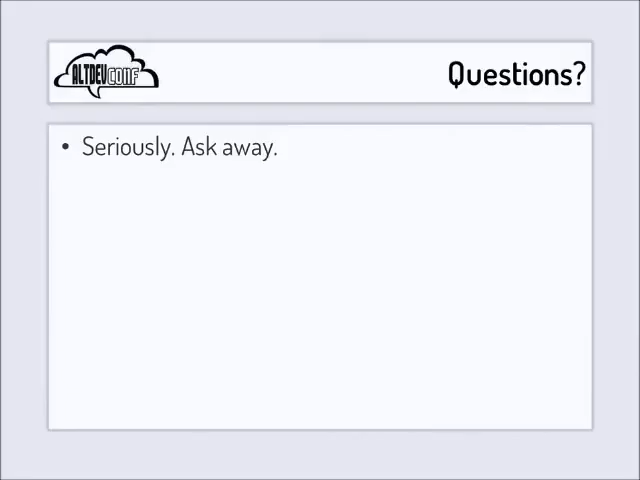 ALTDEVCONF
Questions?
• Seriously. Ask away.